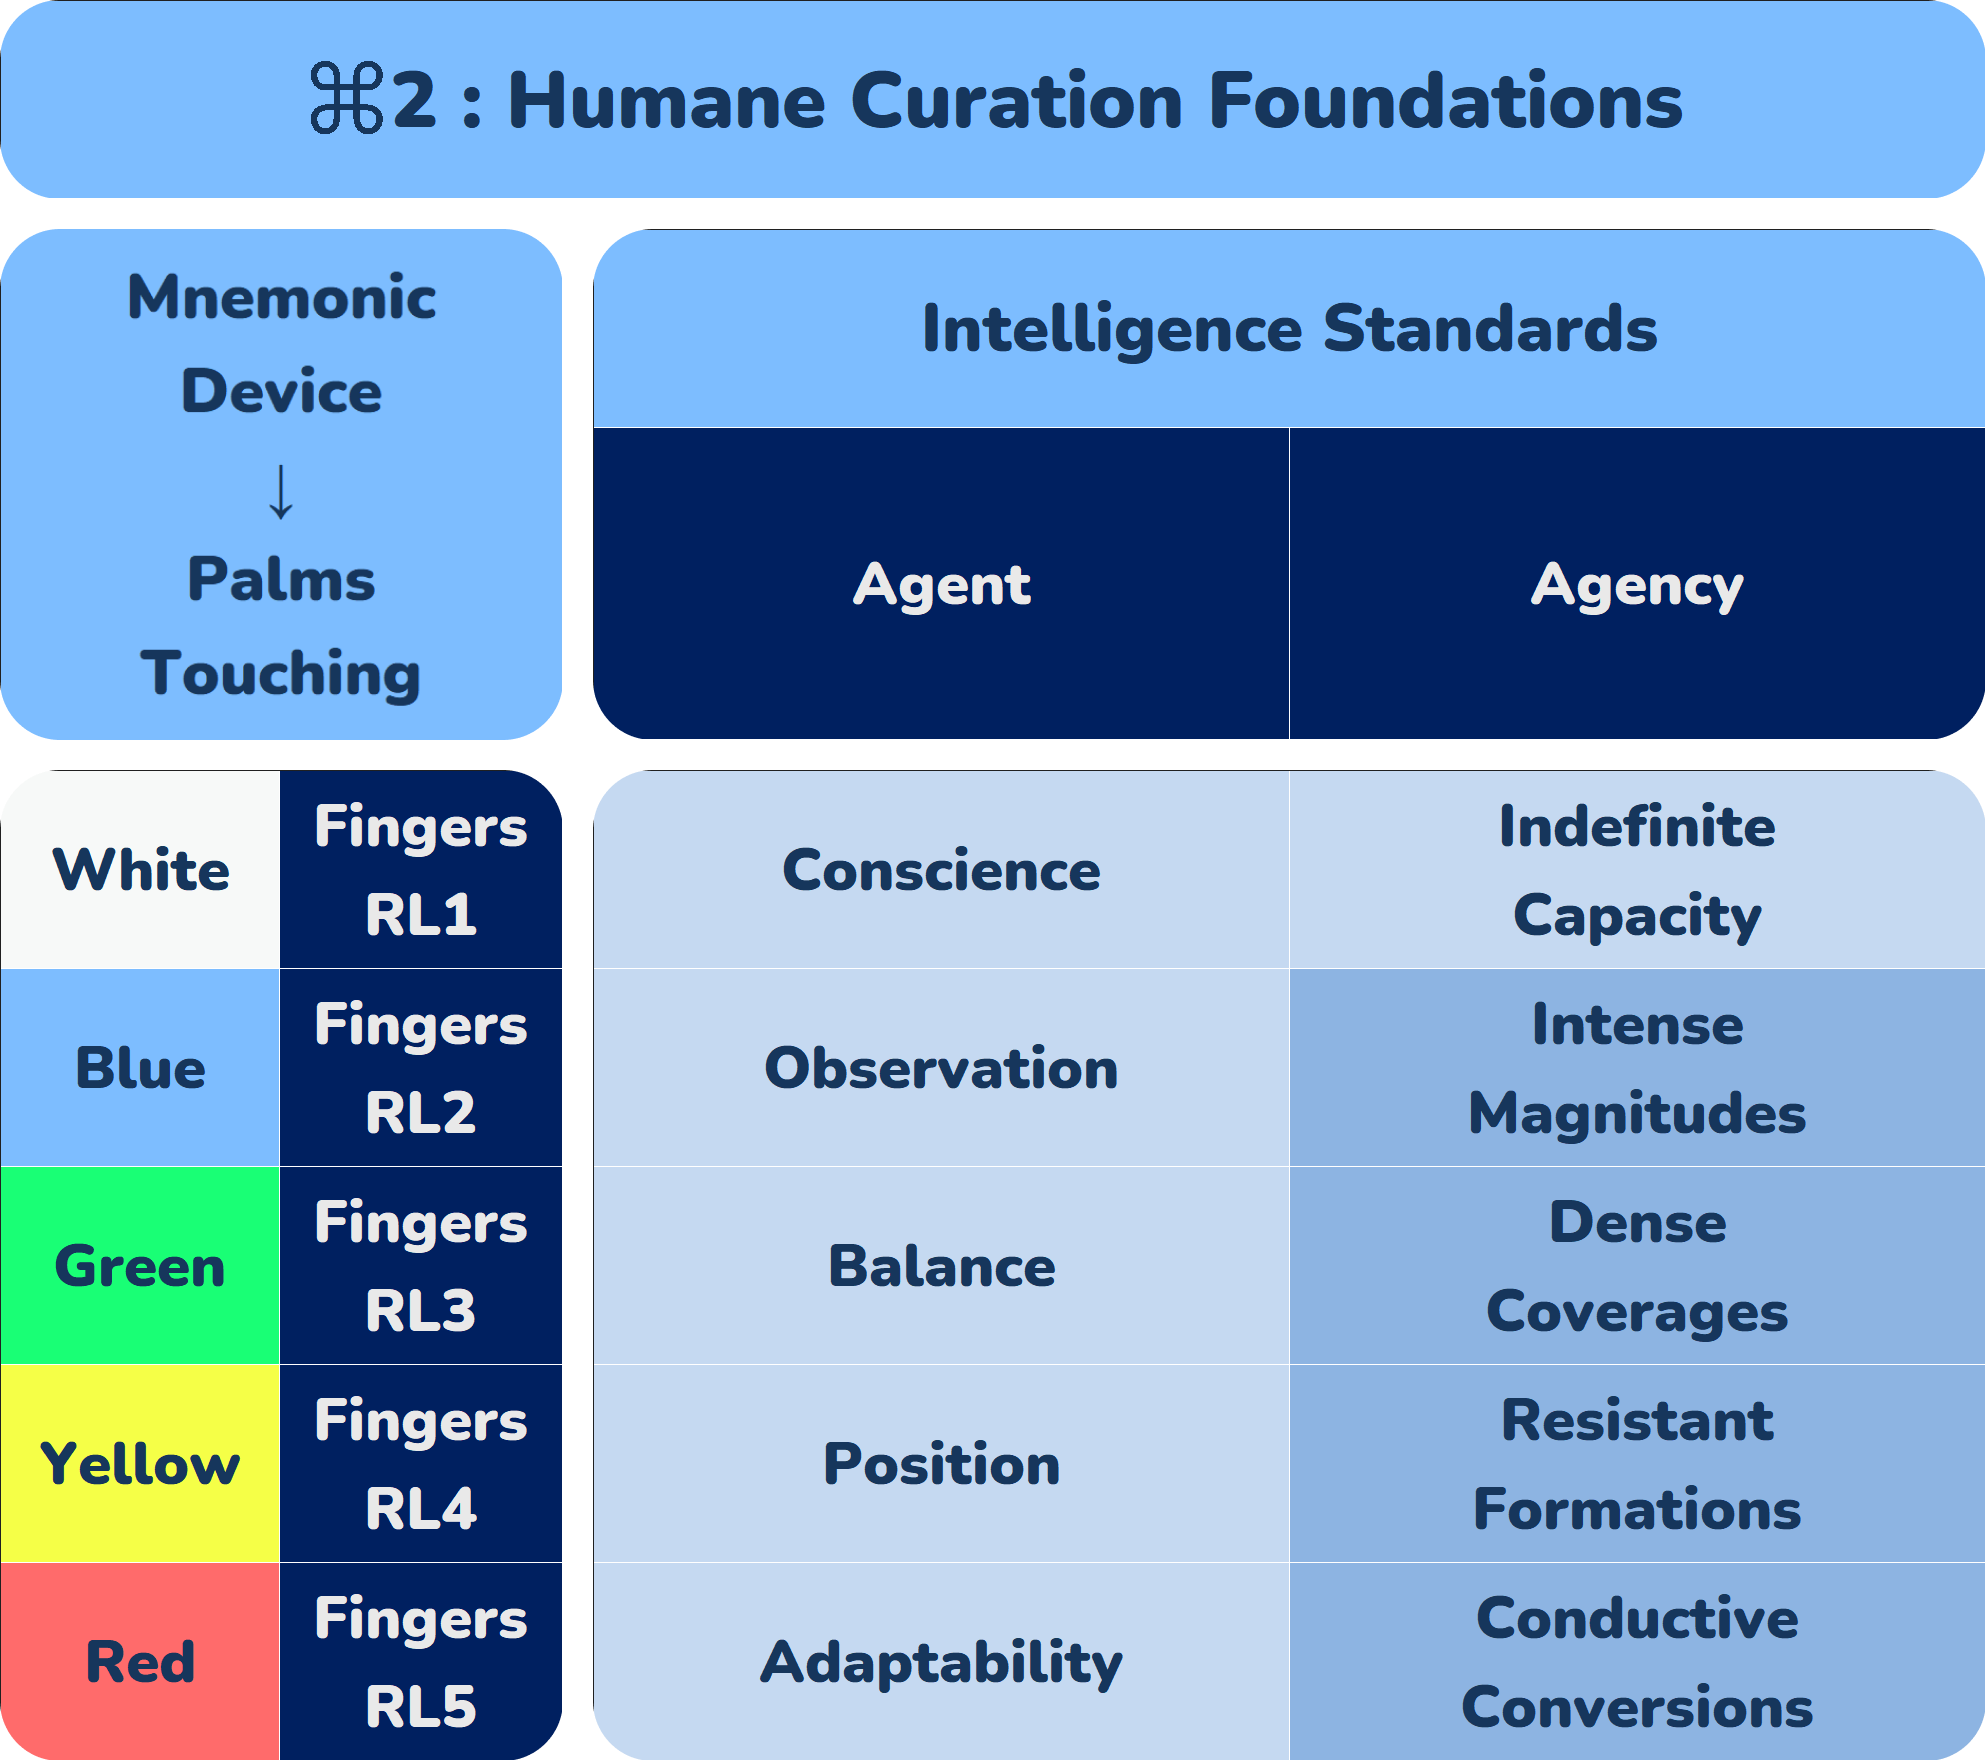 ⌘2 : Humane Curation Foundations
Mnemonic
Device
↓
Palms
Touching
Intelligence Standards
Agent
Agency
White
Fingers
RL1
Conscience
Indefinite
Capacity
Blue
Fingers
RL2
Observation
Intense
Magnitudes
Green
Fingers
RL3
Balance
Dense
Coverages
Yellow
Fingers
RL4
Position
Resistant
Formations
Red
Fingers
RL5
Adaptability
Conductive
Conversions